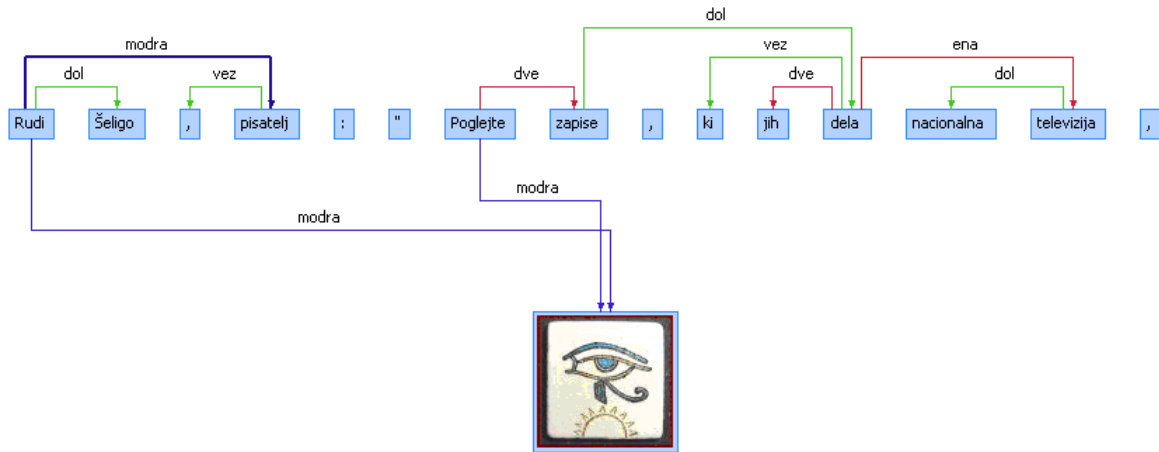 dol
modra vez ena
dol vez dve dve dol
Rudi Šeligo , pisatelj : " Poglejte zapise , ki jih dela nacionalna televizija ,
modra
modra